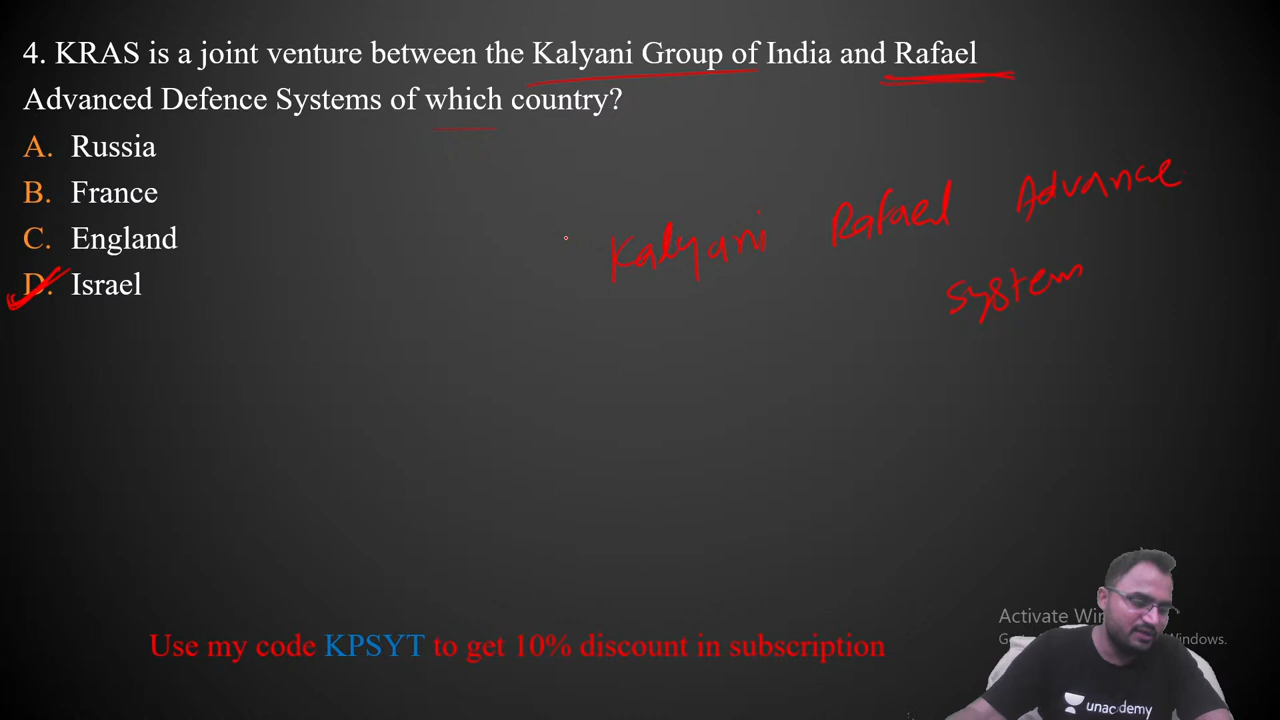 4. KRAS is a joint venture between the Kalyani Group of India and Rafael
Advanced Defence Systems of which country?
A. Russia
B. France
C. England
D. Israel
Kalyani Rafael Advance
system
Use my code KPSYT to get 10% discount in subscription
Activate Wi
Windows.
unacademy